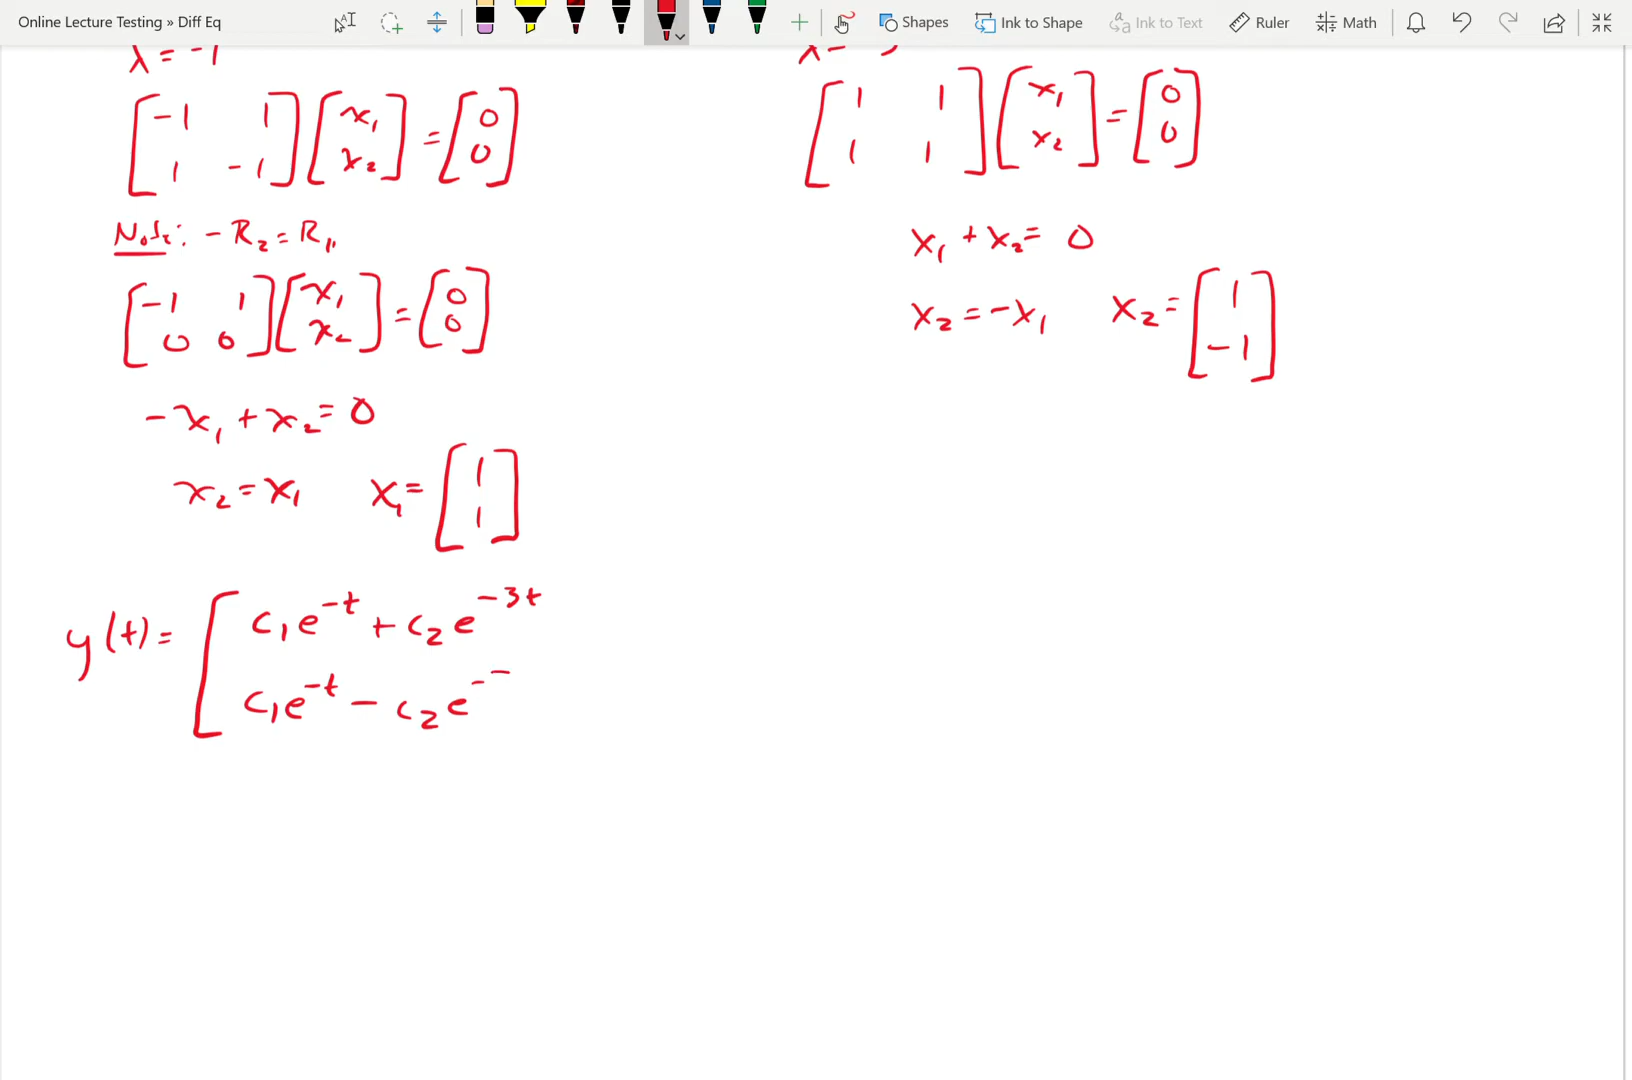 Online Lecture Testing » Diff Eq
Shapes
Ink to Shape
Ink to Text
Ruler
Math
λ = -1
[-1 1; 1 -1] [x₁; x₂] = [0; 0]
Note: -R₂ = R₁,
[-1 1; 0 0] [x₁; x₂] = [0; 0]
-x₁ + x₂ = 0
x₂ = x₁ x₁ = [1; 1]
[1 1; 1 1] [x₁; x₂] = [0; 0]
x₁ + x₂ = 0
x₂ = -x₁ x₂ = [1; -1]
y(t) = [c₁e^-t + c₂e^-3t
c₁e^-t - c₂e^-